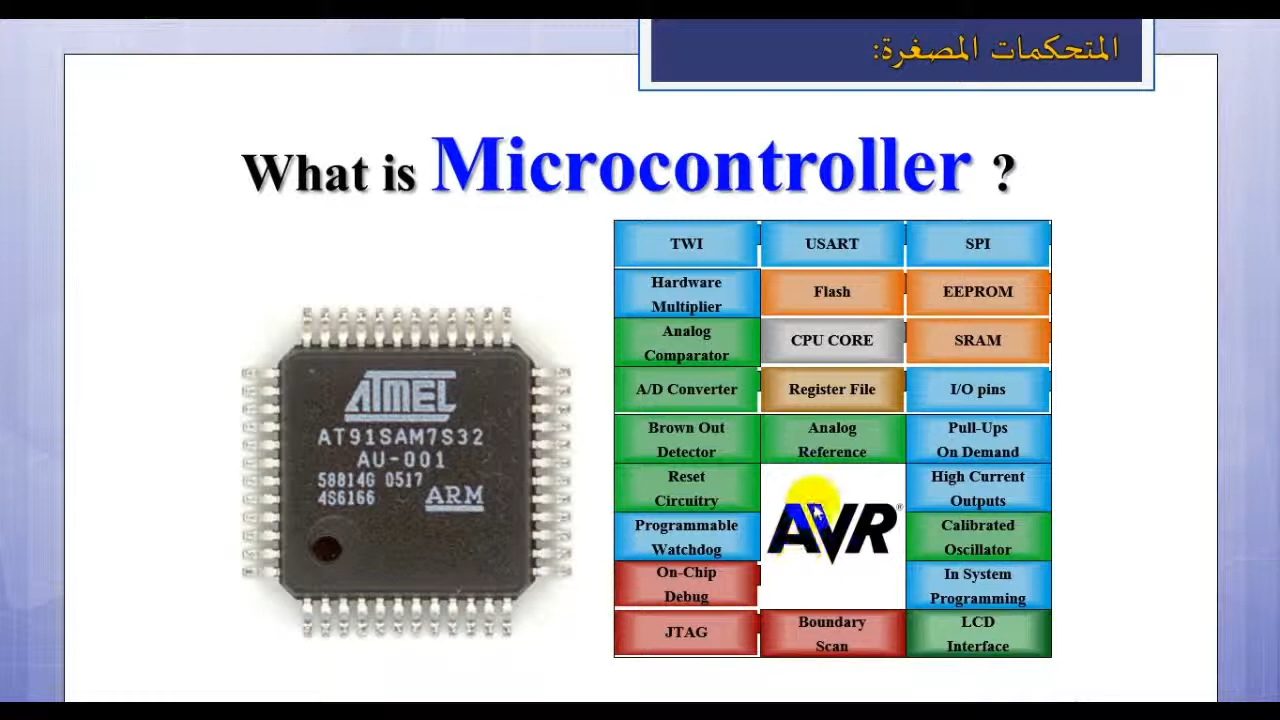 المتحكمات المصغرة:
What is Microcontroller ?
ATMEL
AT91SAM7S32
AU-001
58814G 0517
4S6166 ARM
TWI
USART
SPI
Hardware
Multiplier
Flash
EEPROM
Analog
Comparator
CPU CORE
SRAM
A/D Converter
Register File
I/O pins
Brown Out
Detector
Analog
Reference
Pull-Ups
On Demand
Reset
Circuitry
AVR®
High Current
Outputs
Programmable
Watchdog
Calibrated
Oscillator
On-Chip
Debug
In System
Programming
JTAG
Boundary
Scan
LCD
Interface